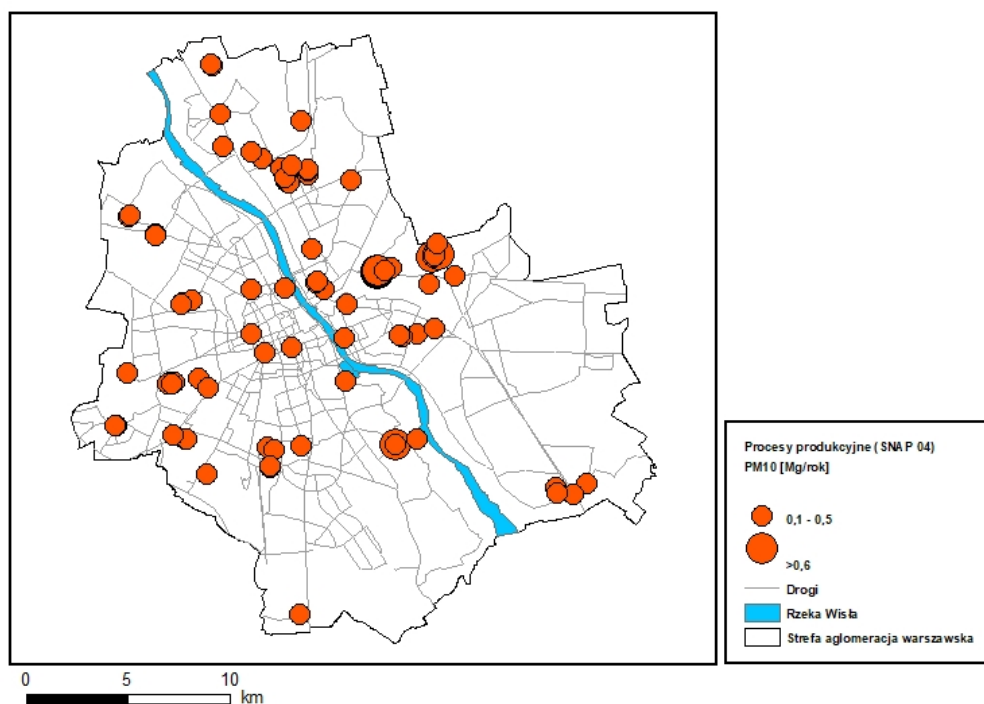 Procesy produkcyjne (SNAP 04)
PM10 [Mg/rok]
0,1 - 0,5
>0,6
Drogi
Rzeka Wisła
Strefa aglomeracja warszawska
0 5 10
km